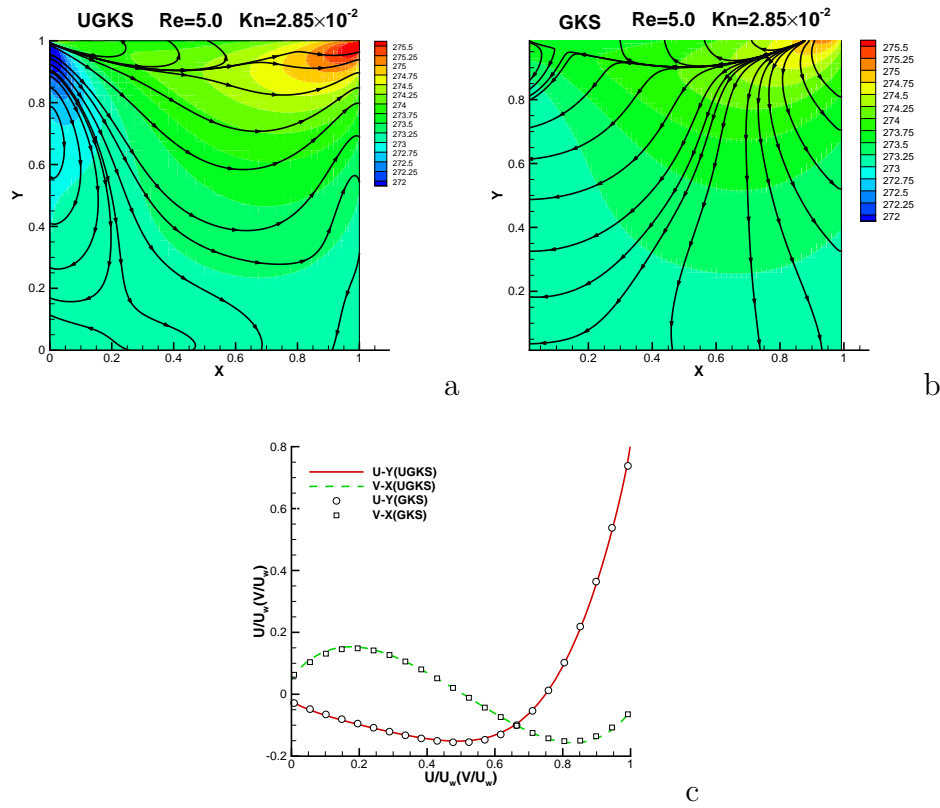 UGKS Re=5.0 Kn=2.85×10⁻²
Y
1
0.8
0.6
0.4
0.2
0
0 0.2 0.4 0.6 0.8 1
X
275.5
275.25
275
274.75
274.5
274.25
274
273.75
273.5
273.25
273
272.75
272.5
272.25
272
a
GKS Re=5.0 Kn=2.85×10⁻²
Y
0.8
0.6
0.4
0.2
0.2 0.4 0.6 0.8 1
X
275.5
275.25
275
274.75
274.5
274.25
274
273.75
273.5
273.25
273
272.75
272.5
272.25
272
b
U/U_w(V/U_w)
0.8
0.6
0.4
0.2
0
-0.2
U-Y(UGKS)
V-X(UGKS)
U-Y(GKS)
V-X(GKS)
0 0.2 0.4 0.6 0.8 1
U/U_w(V/U_w)
c